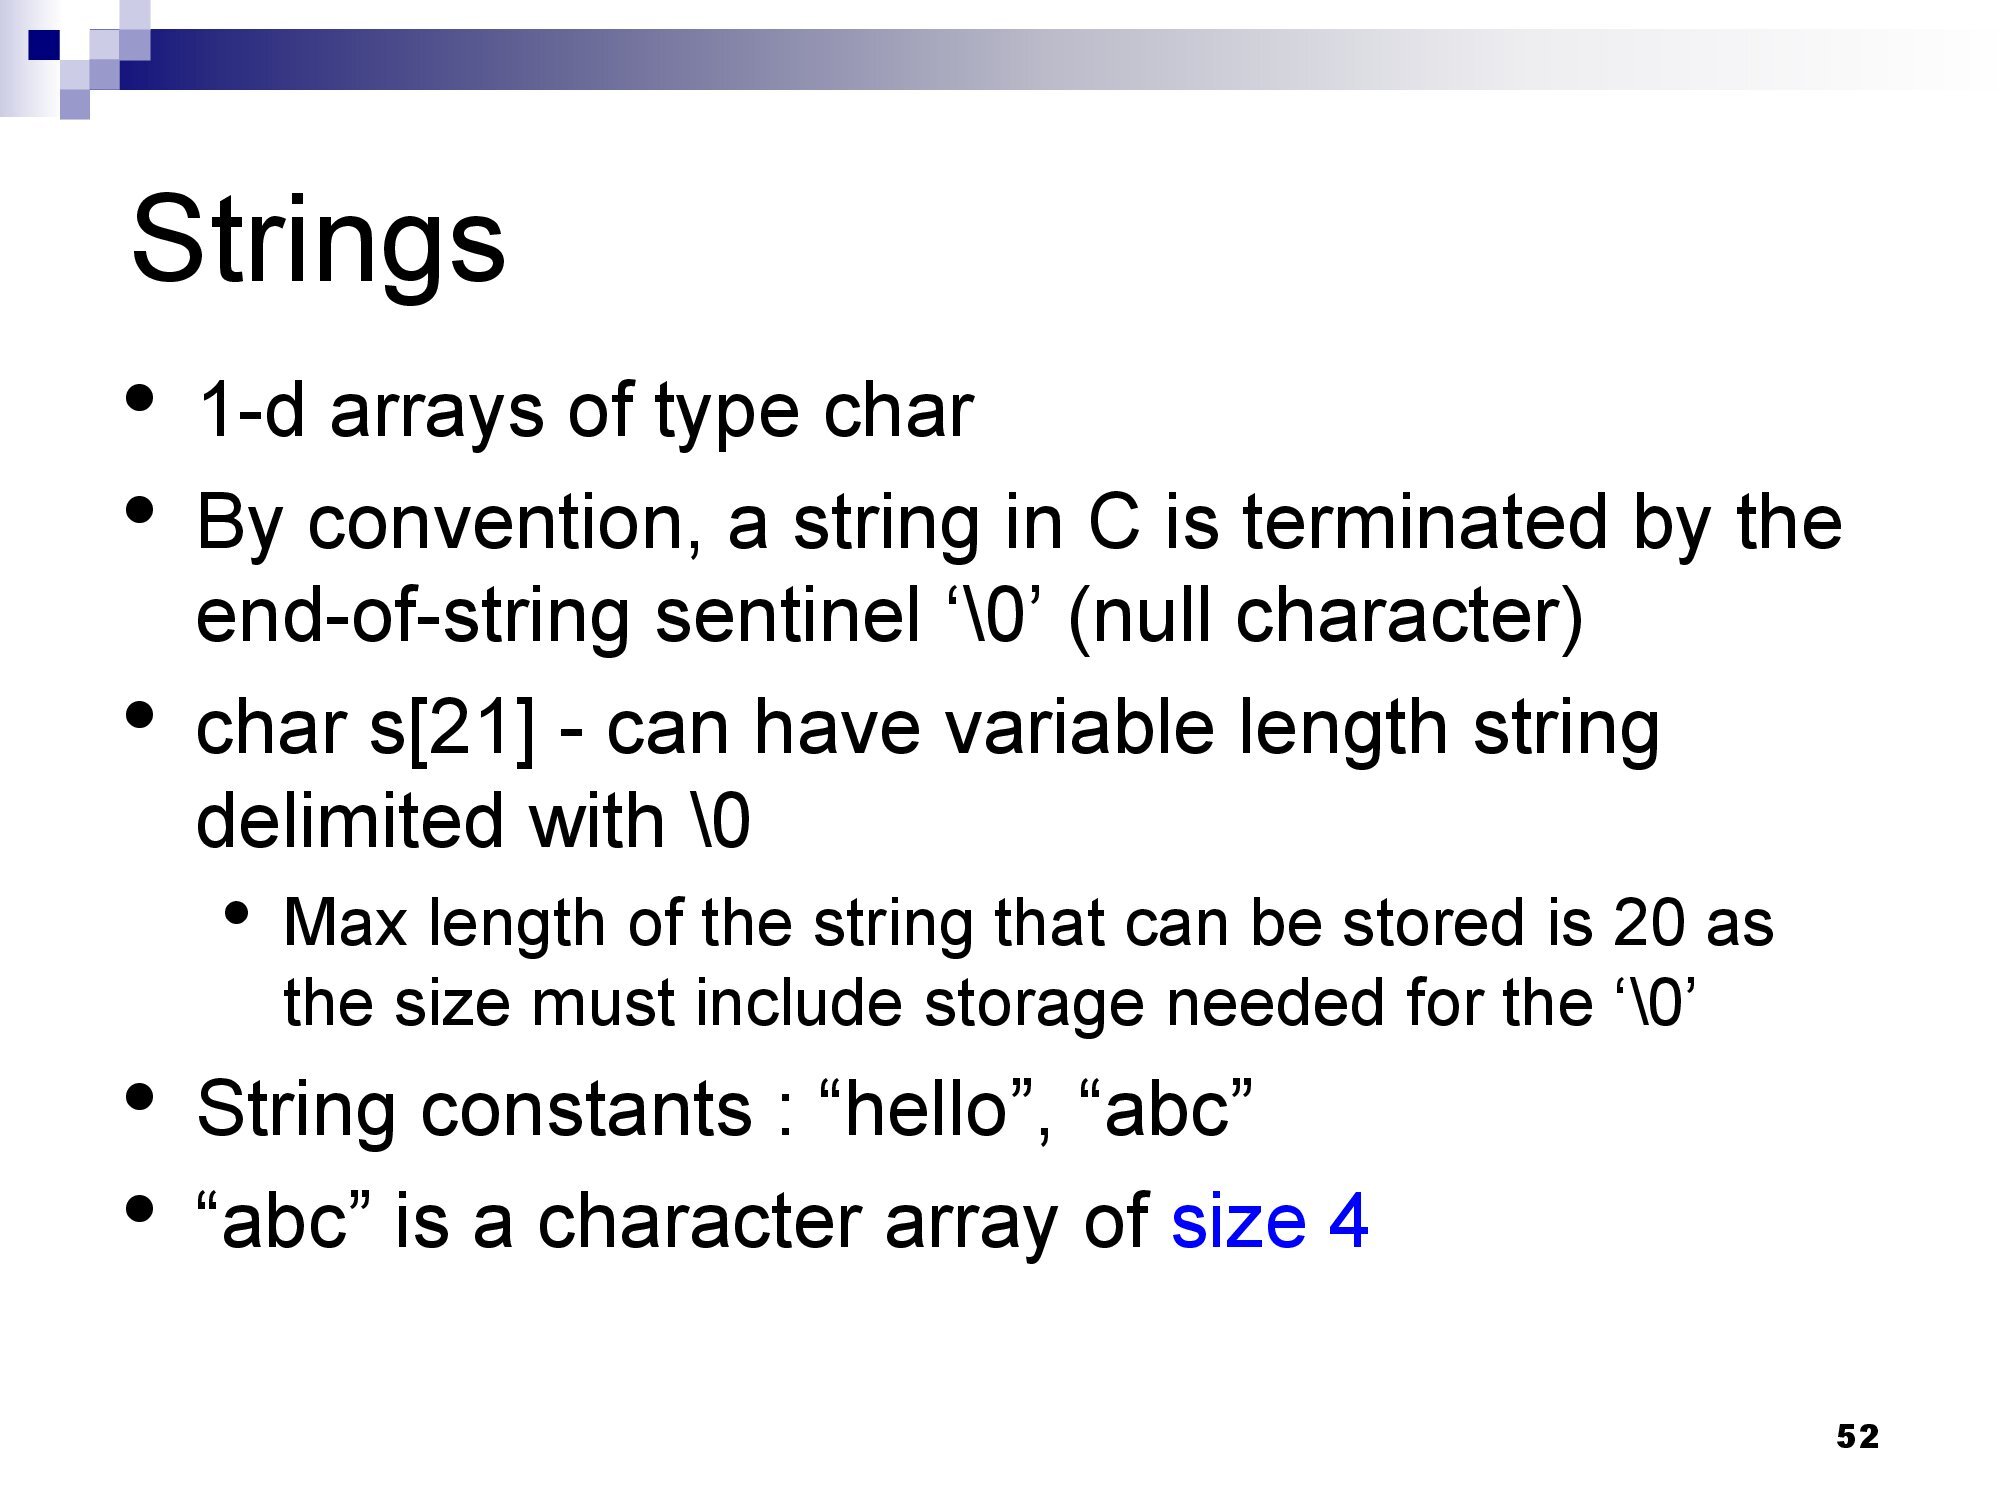 Strings
• 1-d arrays of type char
• By convention, a string in C is terminated by the
end-of-string sentinel ‘\0’ (null character)
• char s[21] - can have variable length string
delimited with \0
• Max length of the string that can be stored is 20 as
the size must include storage needed for the ‘\0’
• String constants : “hello”, “abc”
• “abc” is a character array of size 4
52